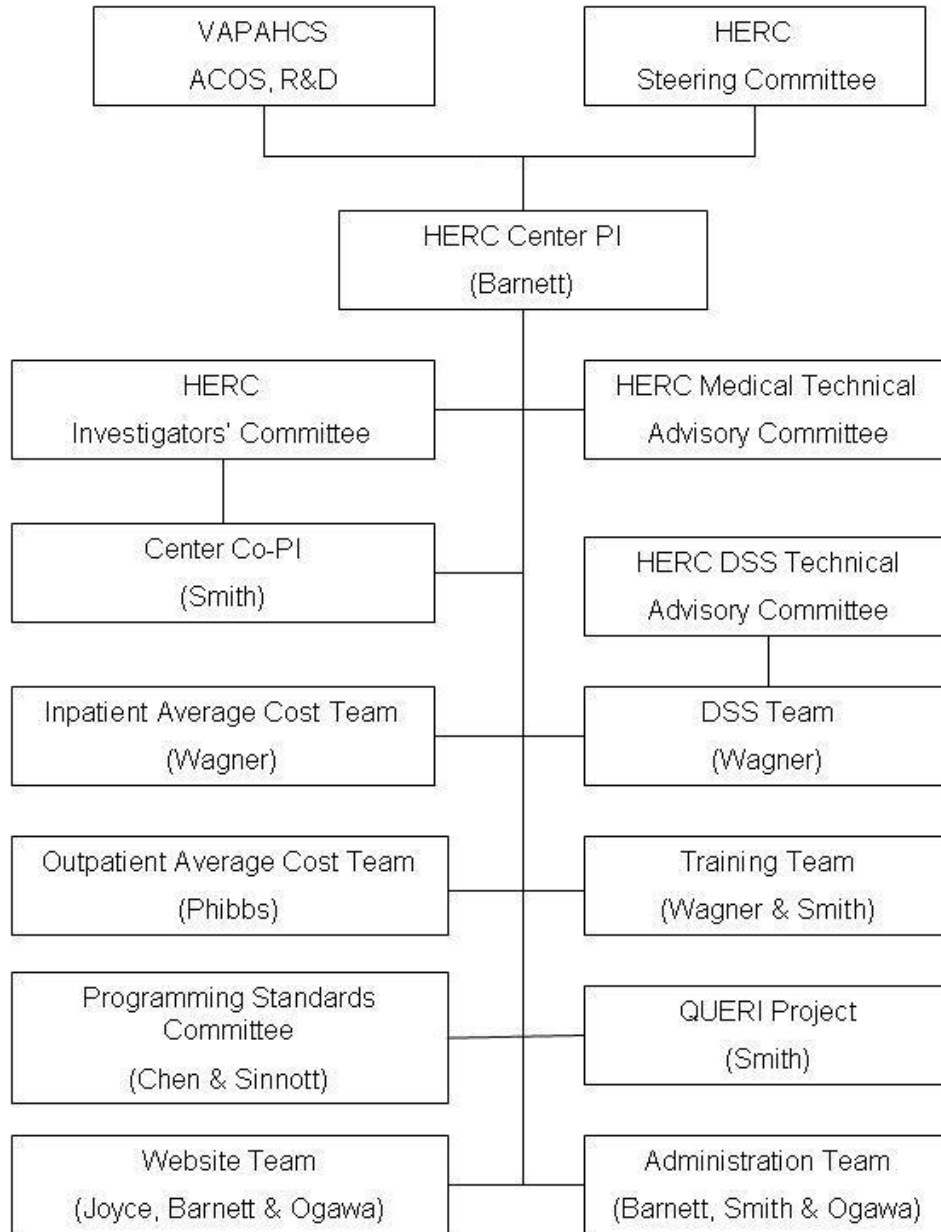 VAPAHCS
ACOS, R&D
HERC
Steering Committee
HERC Center PI
(Barnett)
HERC
Investigators' Committee
HERC Medical Technical
Advisory Committee
Center Co-PI
(Smith)
HERC DSS Technical
Advisory Committee
Inpatient Average Cost Team
(Wagner)
DSS Team
(Wagner)
Outpatient Average Cost Team
(Phibbs)
Training Team
(Wagner & Smith)
Programming Standards
Committee
(Chen & Sinnott)
QUERI Project
(Smith)
Website Team
(Joyce, Barnett & Ogawa)
Administration Team
(Barnett, Smith & Ogawa)